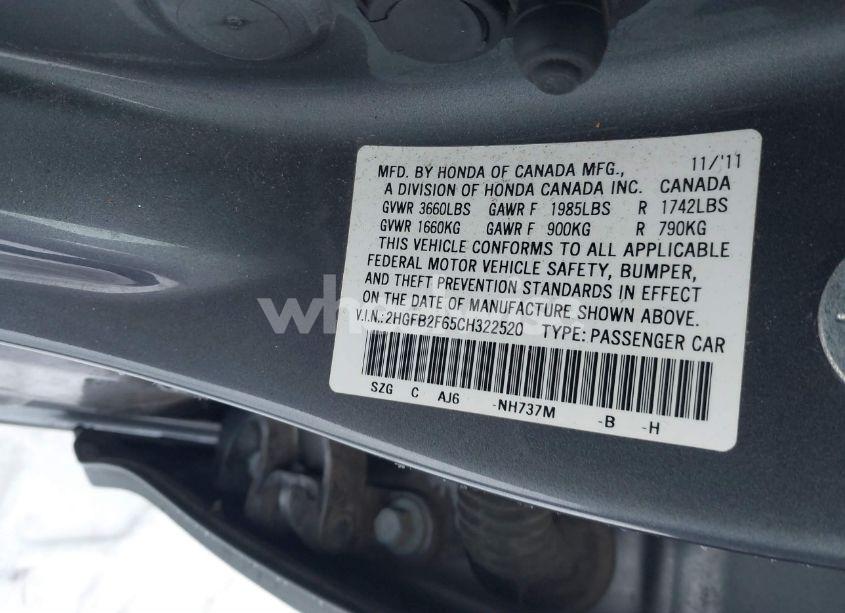 MFD. BY HONDA OF CANADA MFG., 11/'11
A DIVISION OF HONDA CANADA INC. CANADA
GVWR 3660LBS GAWR F 1985LBS R 1742LBS
GVWR 1660KG GAWR F 900KG R 790KG
THIS VEHICLE CONFORMS TO ALL APPLICABLE
FEDERAL MOTOR VEHICLE SAFETY, BUMPER,
AND THEFT PREVENTION STANDARDS IN EFFECT
ON THE DATE OF MANUFACTURE SHOWN ABOVE.
V.I.N.:2HGFB2F65CH322520 TYPE: PASSENGER CAR
SZG C AJ6 -NH737M -B -H